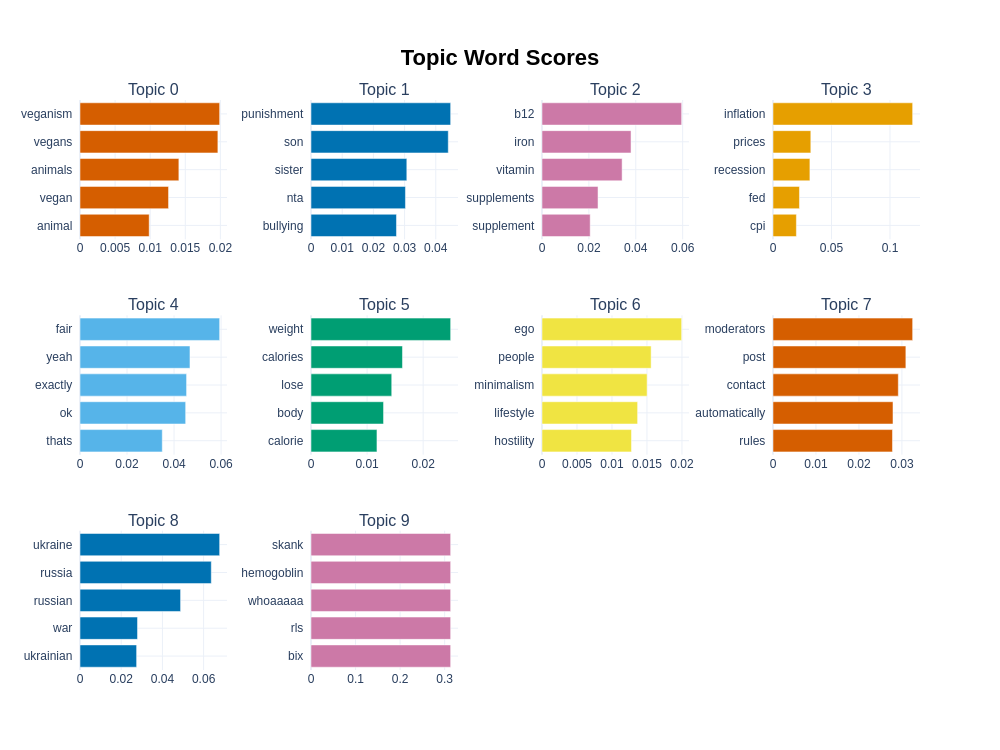 Topic Word Scores
Topic 0
veganism
vegans
animals
vegan
animal
0 0.005 0.01 0.015 0.02
Topic 1
punishment
son
sister
nta
bullying
0 0.01 0.02 0.03 0.04
Topic 2
b12
iron
vitamin
supplements
supplement
0 0.02 0.04 0.06
Topic 3
inflation
prices
recession
fed
cpi
0 0.05 0.1
Topic 4
fair
yeah
exactly
ok
thats
0 0.02 0.04 0.06
Topic 5
weight
calories
lose
body
calorie
0 0.01 0.02
Topic 6
ego
people
minimalism
lifestyle
hostility
0 0.005 0.01 0.015 0.02
Topic 7
moderators
post
contact
automatically
rules
0 0.01 0.02 0.03
Topic 8
ukraine
russia
russian
war
ukrainian
0 0.02 0.04 0.06
Topic 9
skank
hemogoblin
whoaaaaa
rls
bix
0 0.1 0.2 0.3